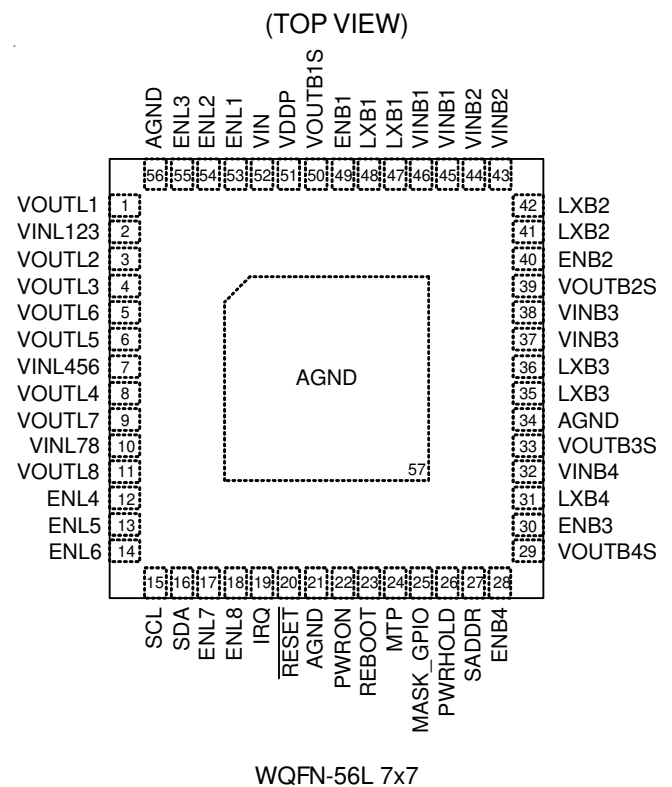 (TOP VIEW)
AGND
ENL3
ENL2
ENL1
VIN
VDDP
VOUTB1S
ENB1
LXB1
LXB1
VINB1
VINB1
VINB2
VINB2
56 55 54 53 52 51 50 49 48 47 46 45 44 43
VOUTL1 1
VINL123 2
VOUTL2 3
VOUTL3 4
VOUTL6 5
VOUTL5 6
VINL456 7
VOUTL4 8
VOUTL7 9
VINL78 10
VOUTL8 11
ENL4 12
ENL5 13
ENL6 14
AGND
57
42 LXB2
41 LXB2
40 ENB2
39 VOUTB2S
38 VINB3
37 VINB3
36 LXB3
35 LXB3
34 AGND
33 VOUTB3S
32 VINB4
31 LXB4
30 ENB3
29 VOUTB4S
15 16 17 18 19 20 21 22 23 24 25 26 27 28
SCL
SDA
ENL7
ENL8
IRQ
RESET
AGND
PWRON
REBOOT
MTP
MASK_GPIO
PWRHOLD
SADDR
ENB4
WQFN-56L 7x7